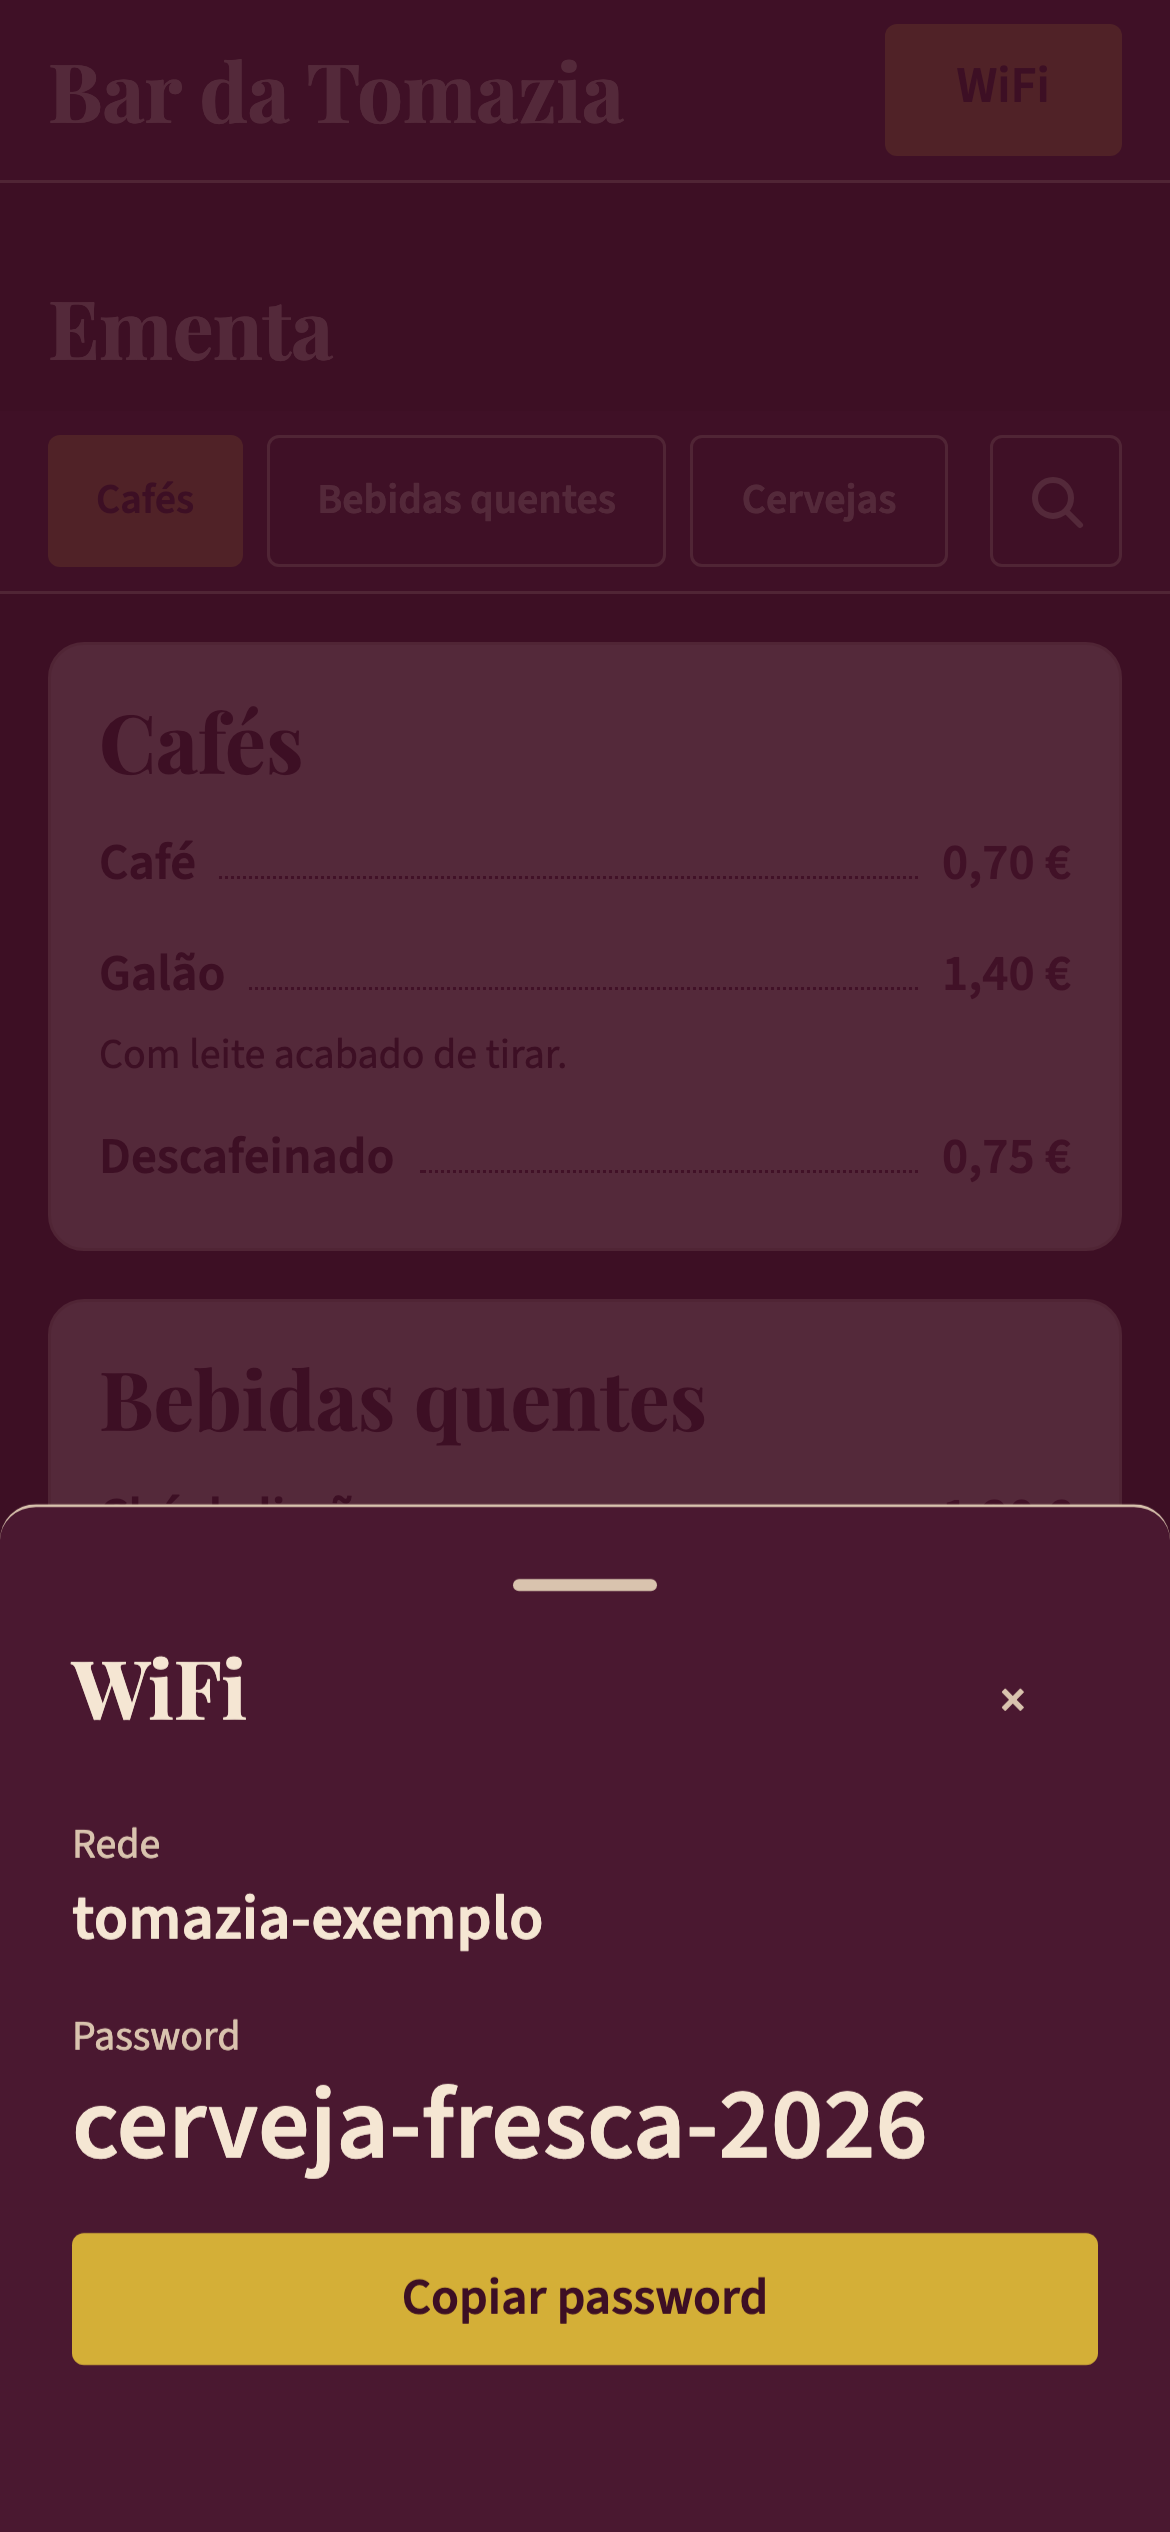 Bar da Tomazia
WiFi
Ementa
Cafés
Bebidas quentes
Cervejas
Cafés
Café 0,70 €
Galão 1,40 €
Com leite acabado de tirar.
Descafeinado 0,75 €
Bebidas quentes
WiFi
×
Rede
tomazia-exemplo
Password
cerveja-fresca-2026
Copiar password